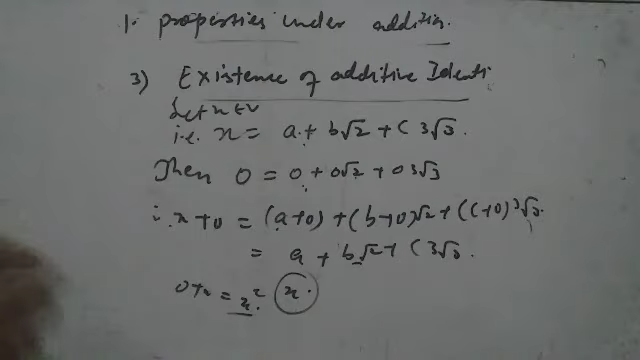 1. Properties under addition.
3) Existence of additive Identi
Let x ∈ V
i.e. x = a + b√2 + c 3√3.
Then 0 = 0 + 0√2 + 0 3√3
i. x + 0 = (a+0) + (b+0)√2 + (c+0) 3√3.
= a + b√2 + c 3√3.
0+x = x. x.